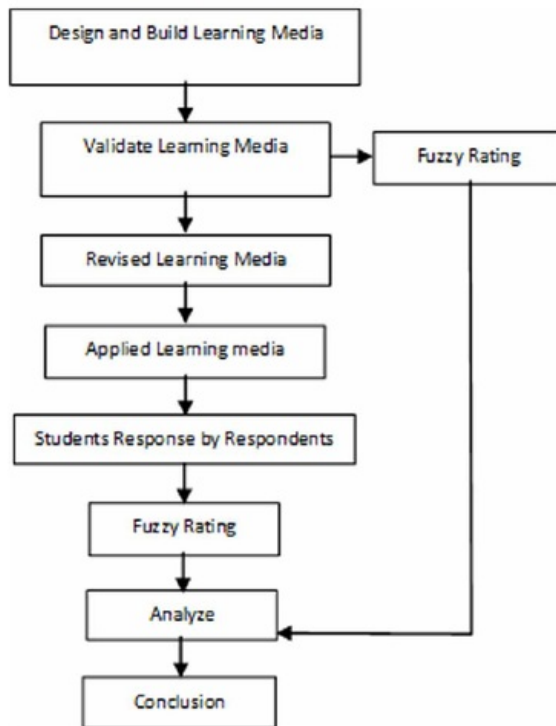 Design and Build Learning Media
Validate Learning Media
Fuzzy Rating
Revised Learning Media
Applied Learning media
Students Response by Respondents
Fuzzy Rating
Analyze
Conclusion